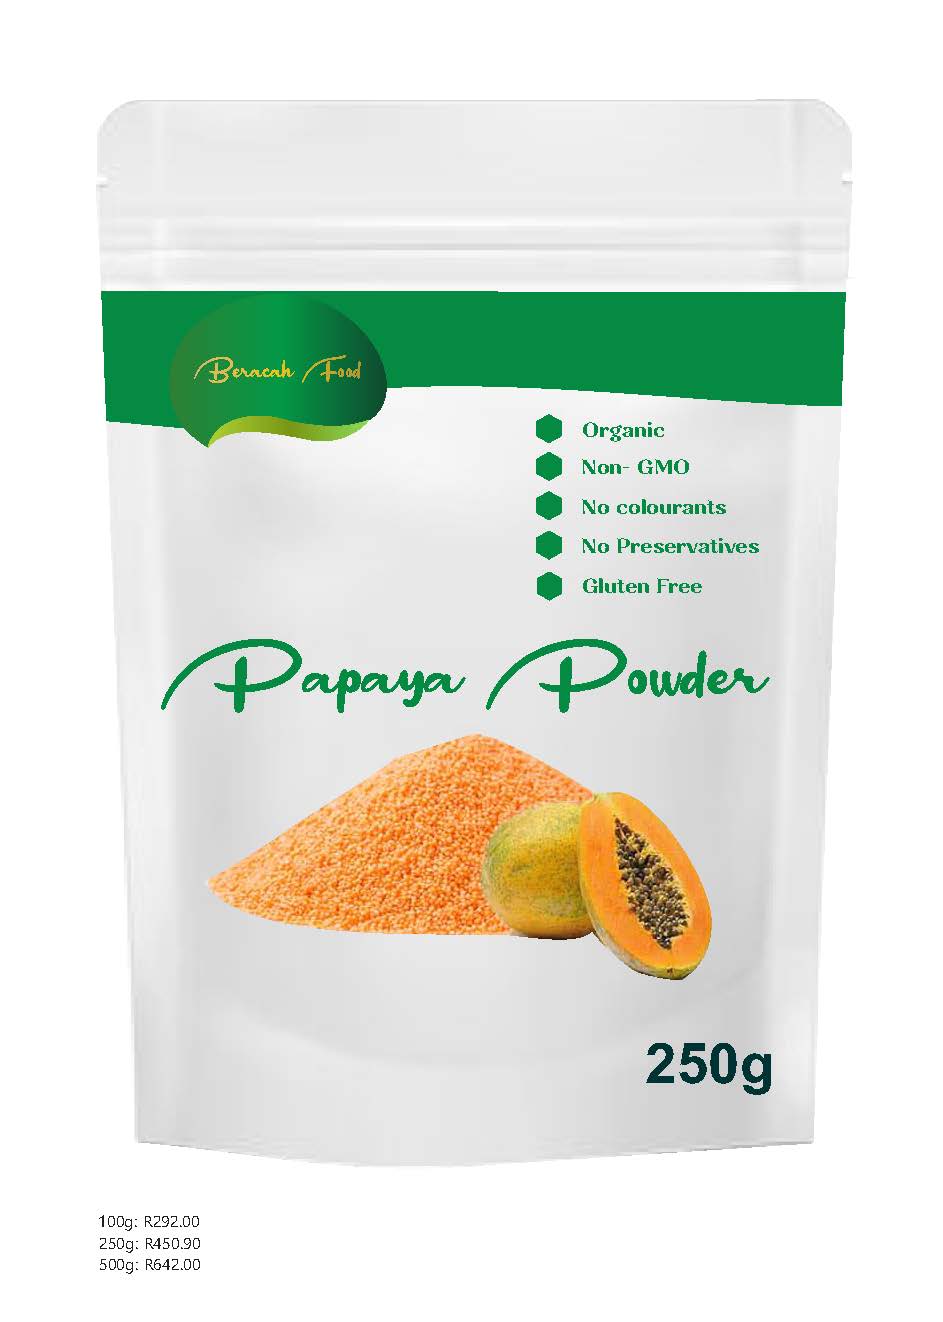 Beracah Food
Organic
Non- GMO
No colourants
No Preservatives
Gluten Free
Papaya Powder
250g
100g: R292.00
250g: R450.90
500g: R642.00